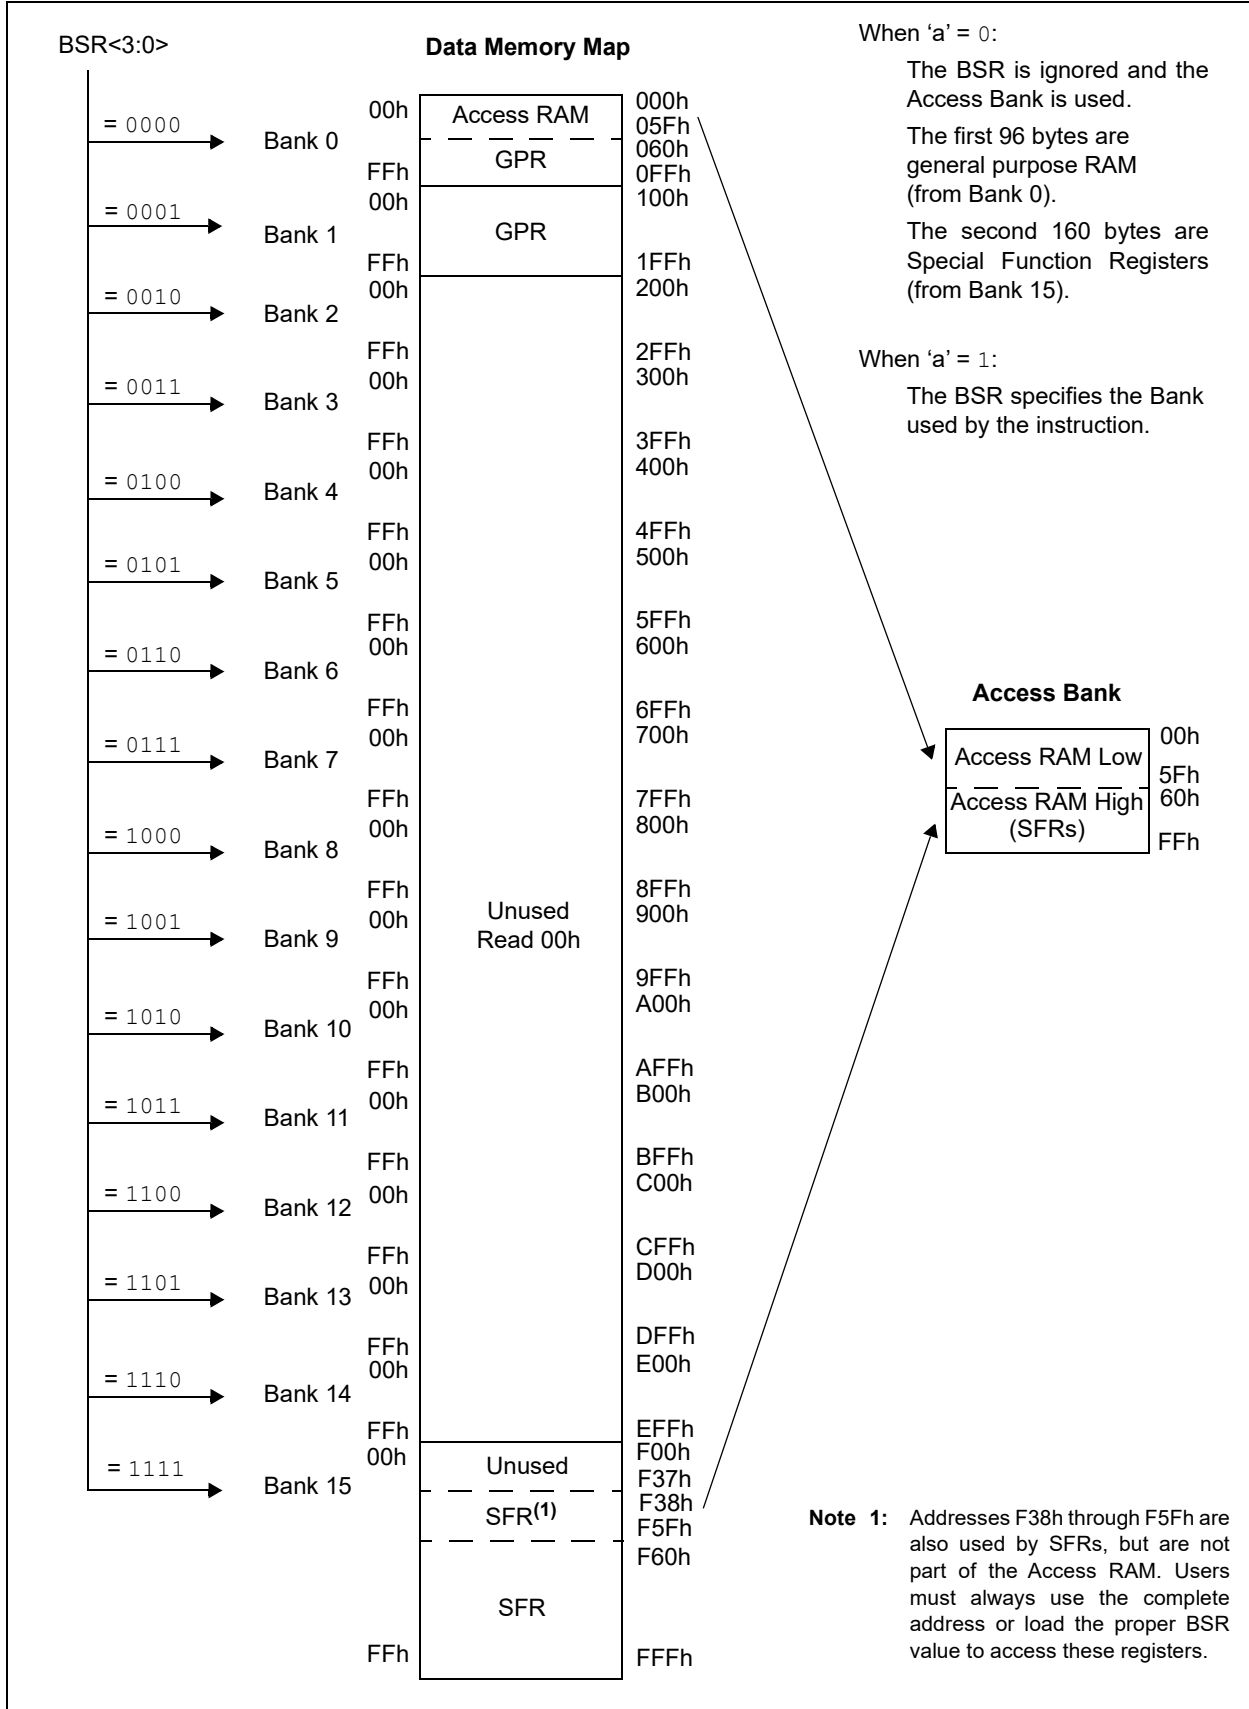 BSR<3:0>
Data Memory Map
= 0000
Bank 0
00h
Access RAM
000h
05Fh
GPR
060h
FFh
0FFh
= 0001
Bank 1
00h
GPR
100h
FFh
1FFh
= 0010
Bank 2
00h
200h
FFh
2FFh
= 0011
Bank 3
00h
300h
FFh
3FFh
= 0100
Bank 4
00h
400h
FFh
4FFh
= 0101
Bank 5
00h
500h
FFh
5FFh
= 0110
Bank 6
00h
600h
FFh
6FFh
= 0111
Bank 7
00h
700h
FFh
7FFh
= 1000
Bank 8
00h
800h
FFh
8FFh
= 1001
Bank 9
00h
900h
Unused
Read 00h
FFh
9FFh
= 1010
Bank 10
00h
A00h
FFh
AFFh
= 1011
Bank 11
00h
B00h
FFh
BFFh
= 1100
Bank 12
00h
C00h
FFh
CFFh
= 1101
Bank 13
00h
D00h
FFh
DFFh
= 1110
Bank 14
00h
E00h
FFh
EFFh
= 1111
Bank 15
00h
F00h
Unused
F37h
F38h
SFR(1)
F5Fh
F60h
SFR
FFh
FFFh
When ‘a’ = 0:
The BSR is ignored and the
Access Bank is used.
The first 96 bytes are
general purpose RAM
(from Bank 0).
The second 160 bytes are
Special Function Registers
(from Bank 15).
When ‘a’ = 1:
The BSR specifies the Bank
used by the instruction.
Access Bank
Access RAM Low
00h
5Fh
Access RAM High
(SFRs)
60h
FFh
Note 1: Addresses F38h through F5Fh are
also used by SFRs, but are not
part of the Access RAM. Users
must always use the complete
address or load the proper BSR
value to access these registers.